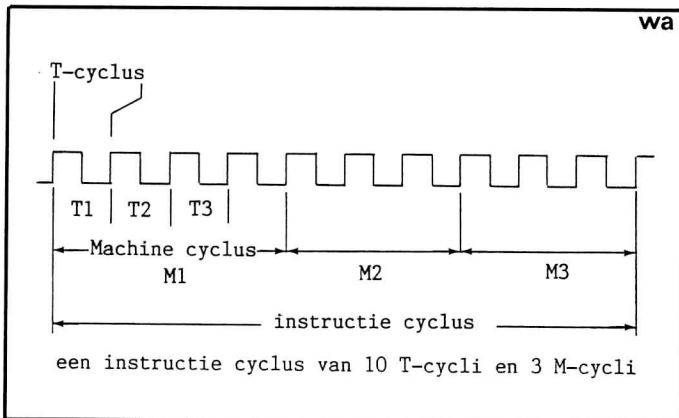 wa
T-cyclus
T1 T2 T3
Machine cyclus
M1 M2 M3
instructie cyclus
een instructie cyclus van 10 T-cycli en 3 M-cycli